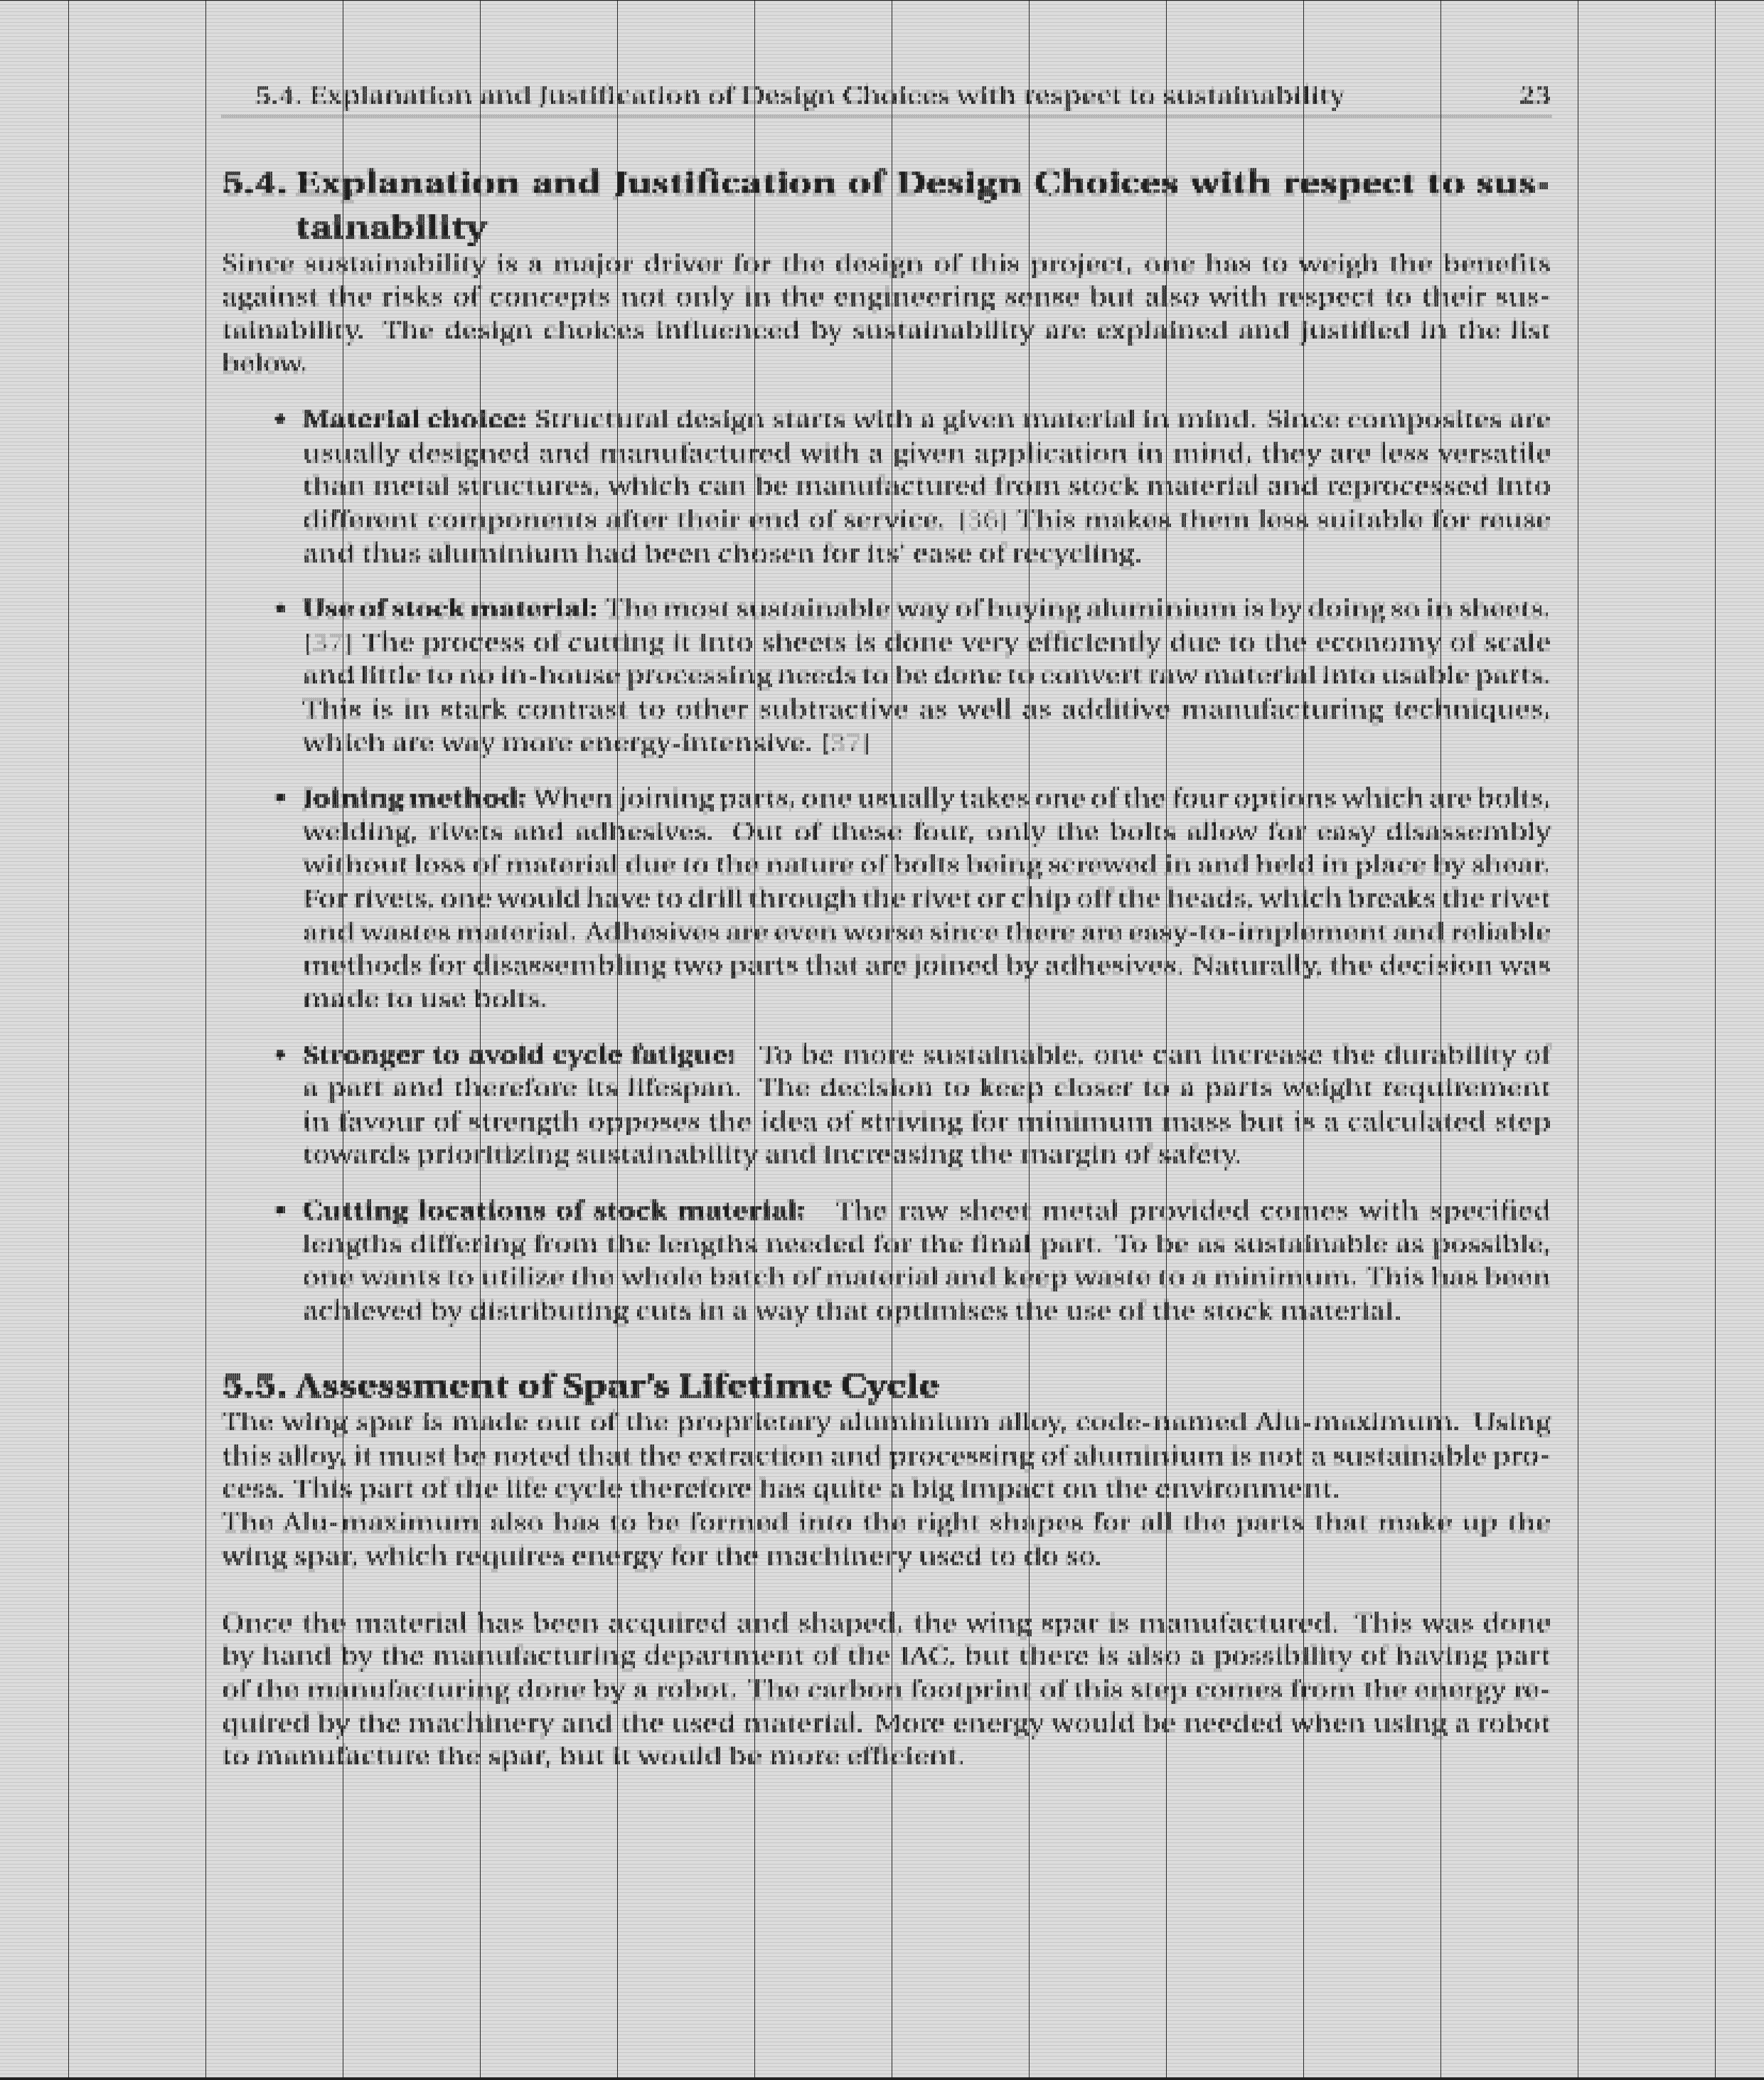 5.4. Explanation and Justification of Design Choices with respect to sustainability 23
5.4. Explanation and Justification of Design Choices with respect to sus-
tainability
Since sustainability is a major driver for the design of this project, one has to weigh the benefits
against the risks of concepts not only in the engineering sense but also with respect to their sus-
tainability. The design choices influenced by sustainability are explained and justified in the list
below.
• Material choice: Structural design starts with a given material in mind. Since composites are
usually designed and manufactured with a given application in mind, they are less versatile
than metal structures, which can be manufactured from stock material and reprocessed into
different components after their end of service. [36] This makes them less suitable for reuse
and thus aluminium had been chosen for its' ease of recycling.
• Use of stock material: The most sustainable way of buying aluminium is by doing so in sheets.
[37] The process of cutting it into sheets is done very efficiently due to the economy of scale
and little to no in-house processing needs to be done to convert raw material into usable parts.
This is in stark contrast to other subtractive as well as additive manufacturing techniques,
which are way more energy-intensive. [37]
• Joining method: When joining parts, one usually takes one of the four options which are bolts,
welding, rivets and adhesives. Out of these four, only the bolts allow for easy disassembly
without loss of material due to the nature of bolts being screwed in and held in place by shear.
For rivets, one would have to drill through the rivet or chip off the heads, which breaks the rivet
and wastes material. Adhesives are even worse since there are easy-to-implement and reliable
methods for disassembling two parts that are joined by adhesives. Naturally, the decision was
made to use bolts.
• Stronger to avoid cycle fatigue: To be more sustainable, one can increase the durability of
a part and therefore its lifespan. The decision to keep closer to a parts weight requirement
in favour of strength opposes the idea of striving for minimum mass but is a calculated step
towards prioritizing sustainability and increasing the margin of safety.
• Cutting locations of stock material: The raw sheet metal provided comes with specified
lengths differing from the lengths needed for the final part. To be as sustainable as possible,
one wants to utilize the whole batch of material and keep waste to a minimum. This has been
achieved by distributing cuts in a way that optimises the use of the stock material.
5.5. Assessment of Spar's Lifetime Cycle
The wing spar is made out of the proprietary aluminium alloy, code-named Alu-maximum. Using
this alloy, it must be noted that the extraction and processing of aluminium is not a sustainable pro-
cess. This part of the life cycle therefore has quite a big impact on the environment.
The Alu-maximum also has to be formed into the right shapes for all the parts that make up the
wing spar, which requires energy for the machinery used to do so.
Once the material has been acquired and shaped, the wing spar is manufactured. This was done
by hand by the manufacturing department of the IAC, but there is also a possibility of having part
of the manufacturing done by a robot. The carbon footprint of this step comes from the energy re-
quired by the machinery and the used material. More energy would be needed when using a robot
to manufacture the spar, but it would be more efficient.